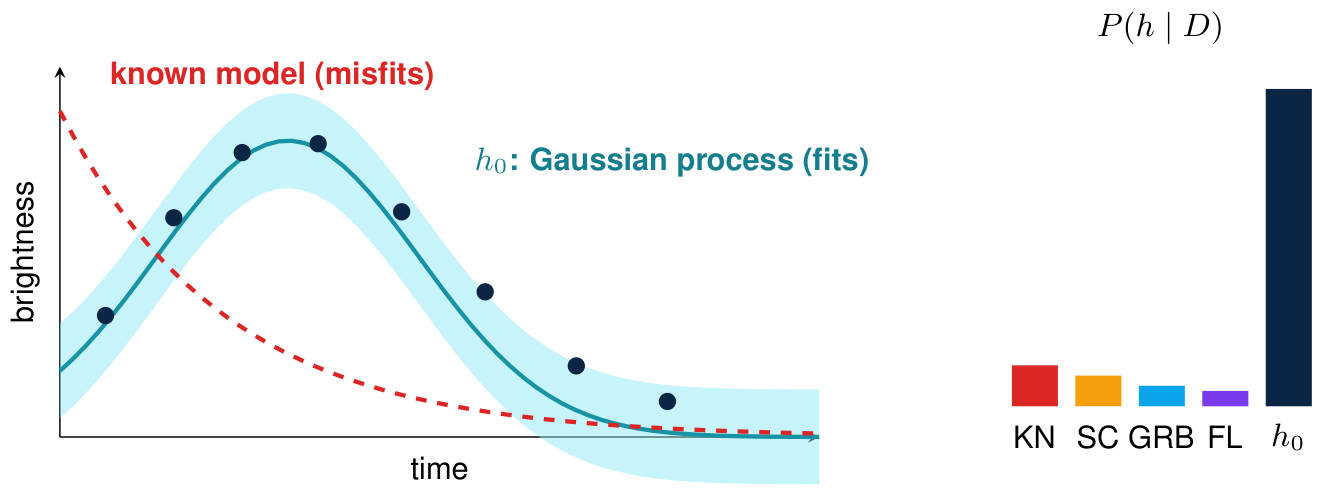 P(h | D)
known model (misfits)
h₀: Gaussian process (fits)
brightness
time
KN SC GRB FL h₀